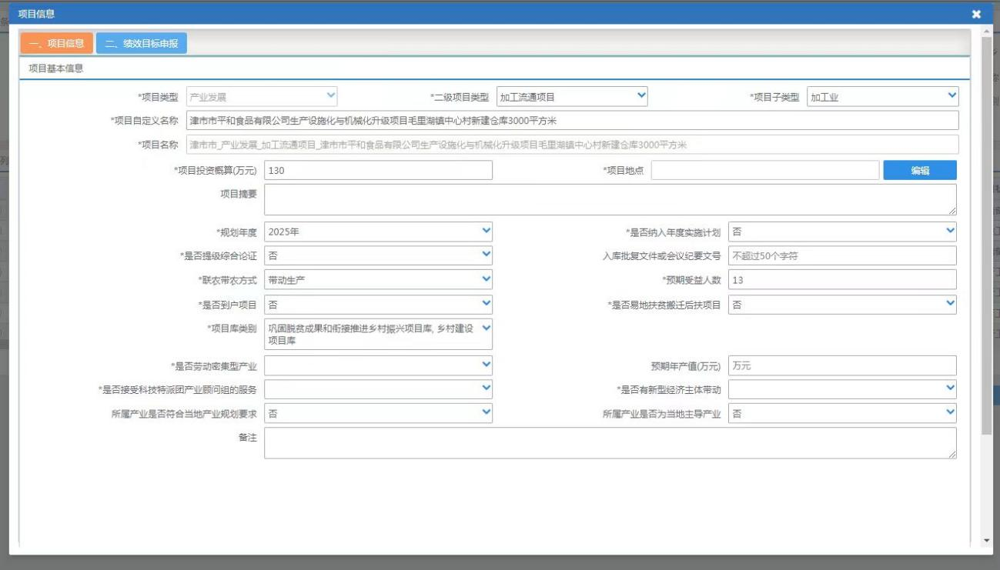 项目信息
一、项目信息 二、绩效目标申报
项目基本信息
*项目类型 产业发展 *二级项目类型 加工流通项目 *项目子类型 加工业
*项目自定义名称 津市市平和食品有限公司生产设施化与机械化升级项目毛里湖镇中心村新建仓库3000平方米
*项目名称 津市市_产业发展_加工流通项目_津市市平和食品有限公司生产设施化与机械化升级项目毛里湖镇中心村新建仓库3000平方米
*项目投资概算(万元) 130 *项目地点 编辑
项目摘要
*规划年度 2025年 *是否纳入年度实施计划 否
*是否提级综合论证 否 入库批复文件或会议纪要文号 不超过50个字符
*联农带农方式 带动生产 *预期受益人数 13
*是否到户项目 否 *是否易地扶贫搬迁后扶项目 否
*项目库类别 巩固脱贫成果和衔接推进乡村振兴项目库, 乡村建设
项目库
*是否劳动密集型产业 预期年产值(万元) 万元
*是否接受科技特派团产业顾问组的服务 *是否有新型经济主体带动
所属产业是否符合当地产业规划要求 否 所属产业是否为当地主导产业 否
备注